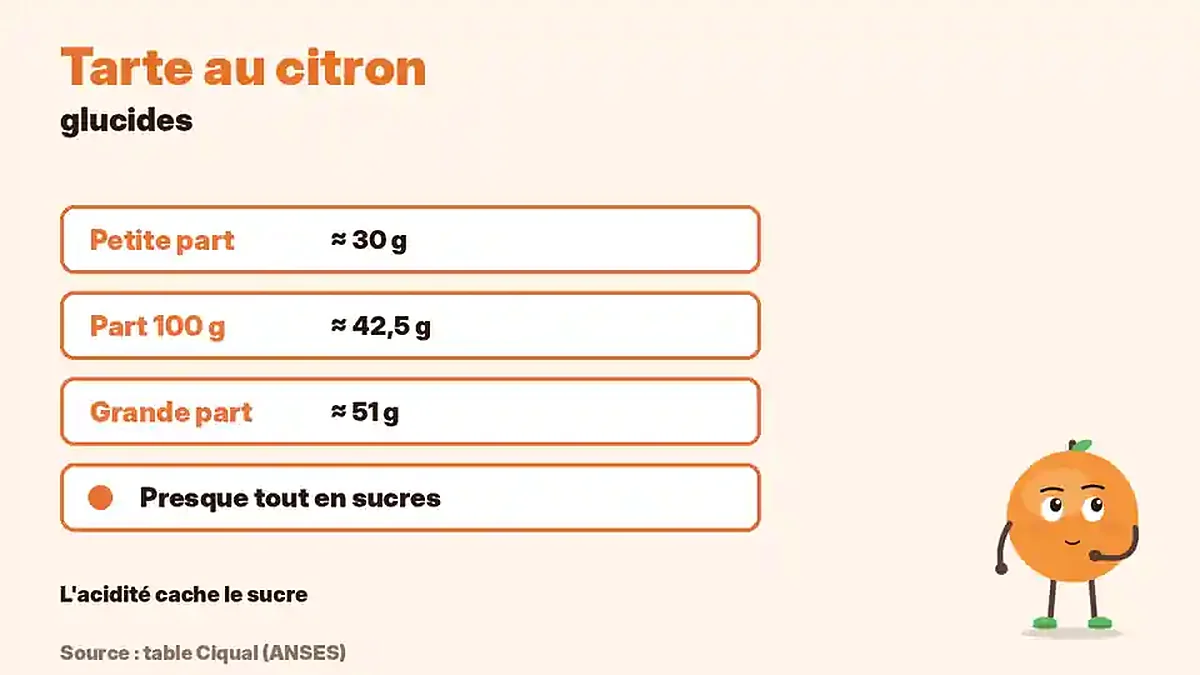 Tarte au citron
glucides
Petite part ≈ 30 g
Part 100 g ≈ 42,5 g
Grande part ≈ 51 g
Presque tout en sucres
L'acidité cache le sucre
Source : table Ciqual (ANSES)